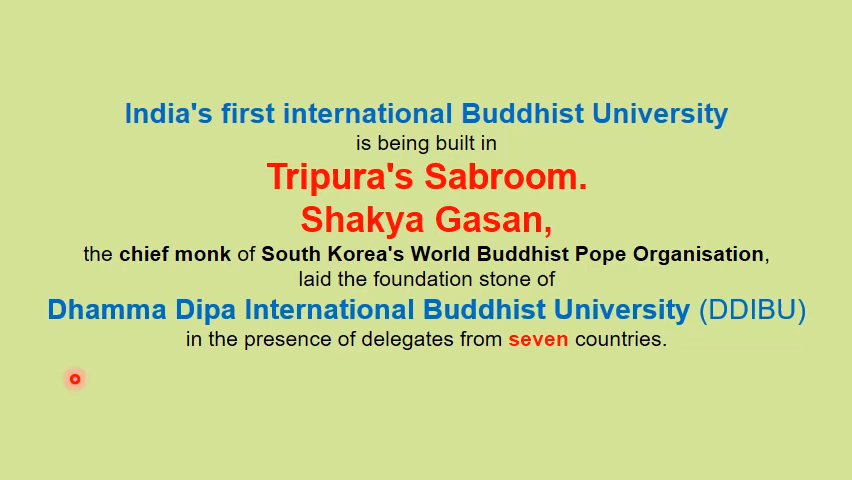 India's first international Buddhist University
is being built in
Tripura's Sabroom.
Shakya Gasan,
the chief monk of South Korea's World Buddhist Pope Organisation,
laid the foundation stone of
Dhamma Dipa International Buddhist University (DDIBU)
in the presence of delegates from seven countries.